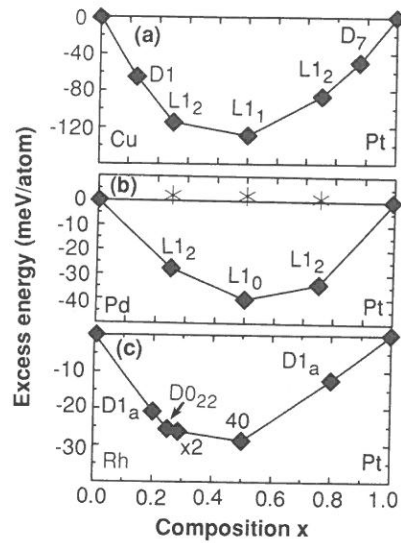 Excess energy (meV/atom)
0
-40
-80
-120
(a)
D1
L1₂
L1₁
L1₂
D₇
Cu
Pt
0
-10
-20
-30
-40
(b)
L1₂
L1₀
L1₂
Pd
Pt
-10
-20
-30
(c)
D1ₐ
D0₂₂
x2
40
D1ₐ
Rh
Pt
0.0 0.2 0.4 0.6 0.8 1.0
Composition x